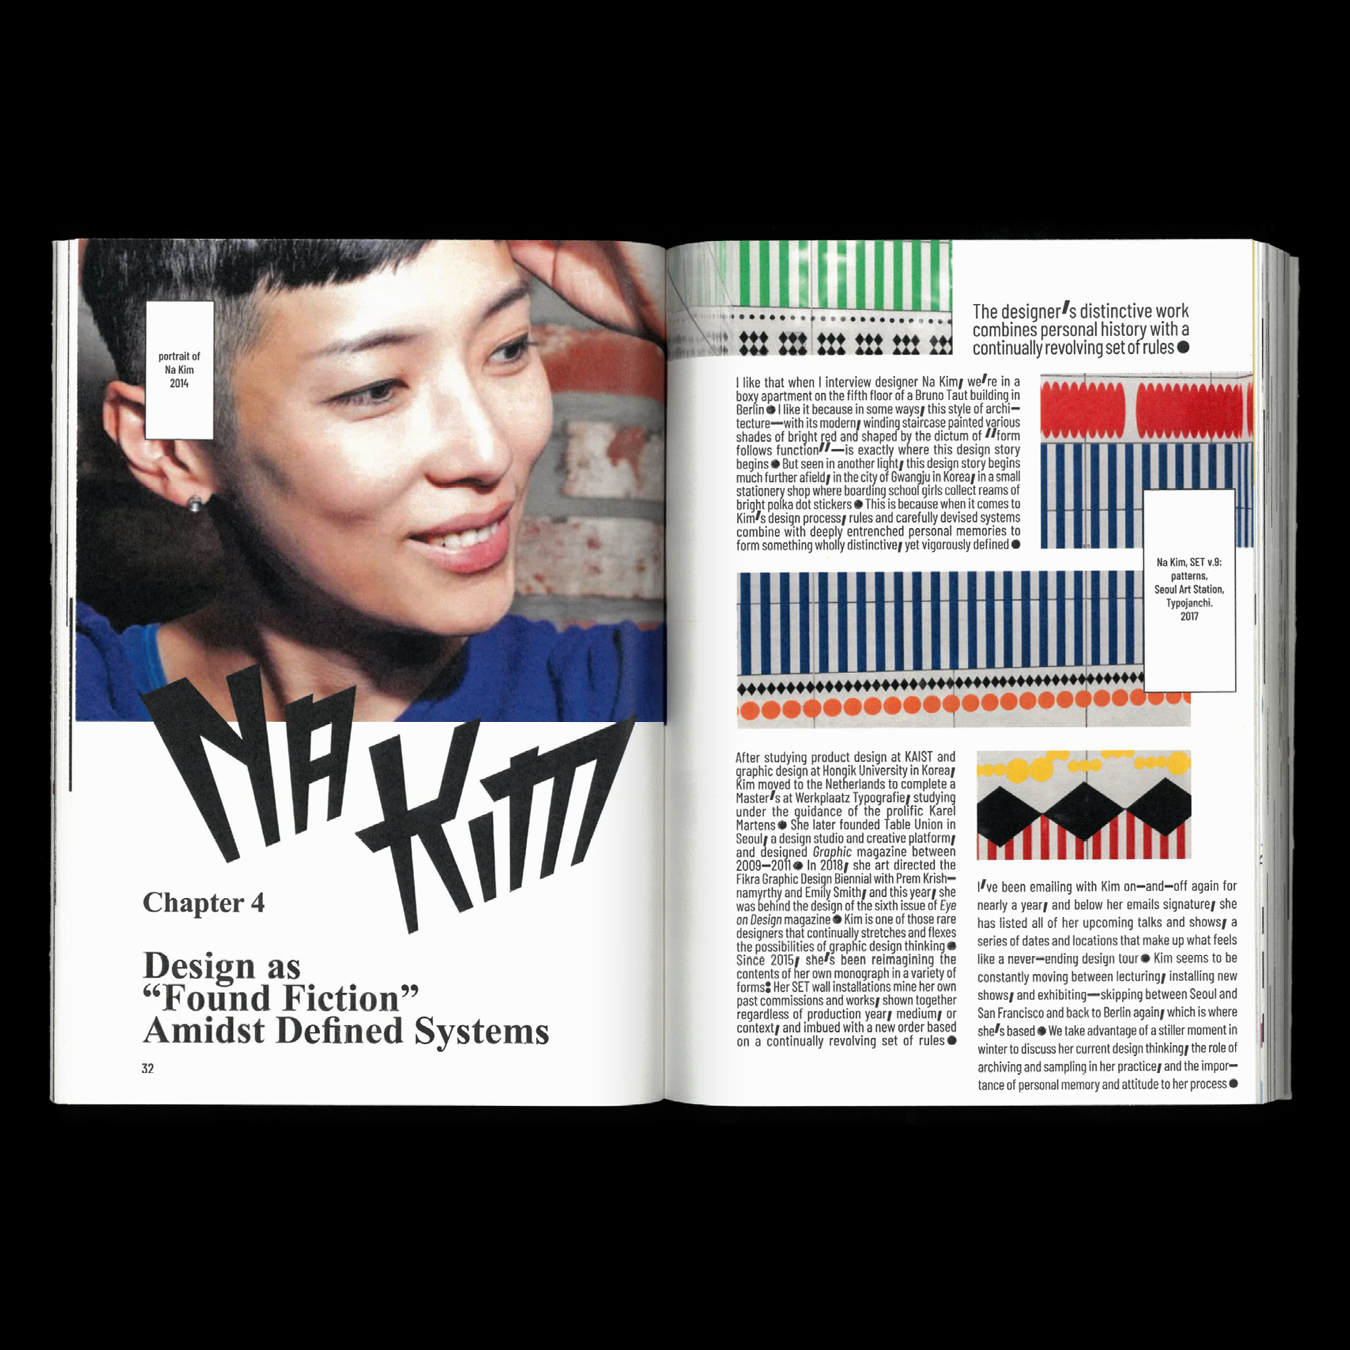 portrait of
Na Kim
2014
Na
Kim
Chapter 4
Design as
“Found Fiction”
Amidst Defined Systems
32
The designer's distinctive work
combines personal history with a
continually revolving set of rules●
I like that when I interview designer Na Kim, we're in a
boxy apartment on the fifth floor of a Bruno Taut building in
Berlin● I like it because in some ways, this style of archi—
tecture—with its modern, winding staircase painted various
shades of bright red and shaped by the dictum of "form
follows function"—is exactly where this design story
begins● But seen in another light, this design story begins
much further afield, in the city of Gwangju in Korea, in a small
stationery shop where boarding school girls collect reams of
bright polka dot stickers● This is because when it comes to
Kim's design process, rules and carefully devised systems
combine with deeply entrenched personal memories to
form something wholly distinctive, yet vigorously defined●
Na Kim, SET v.9:
patterns,
Seoul Art Station,
Typojanchi.
2017
After studying product design at KAIST and
graphic design at Hongik University in Korea,
Kim moved to the Netherlands to complete a
Master's at Werkplaatz Typografie, studying
under the guidance of the prolific Karel
Martens● She later founded Table Union in
Seoul, a design studio and creative platform,
and designed Graphic magazine between
2009—2011● In 2018, she art directed the
Fikra Graphic Design Biennial with Prem Krish—
namyrthy and Emily Smith, and this year, she
was behind the design of the sixth issue of Eye
on Design magazine● Kim is one of those rare
designers that continually stretches and flexes
the possibilities of graphic design thinking●
Since 2015, she's been reimagining the
contents of her own monograph in a variety of
forms: Her SET wall installations mine her own
past commissions and works, shown together
regardless of production year, medium, or
context, and imbued with a new order based
on a continually revolving set of rules●
I've been emailing with Kim on—and—off again for
nearly a year, and below her emails signature, she
has listed all of her upcoming talks and shows, a
series of dates and locations that make up what feels
like a never—ending design tour● Kim seems to be
constantly moving between lecturing, installing new
shows, and exhibiting—skipping between Seoul and
San Francisco and back to Berlin again, which is where
she's based● We take advantage of a stiller moment in
winter to discuss her current design thinking, the role of
archiving and sampling in her practice, and the impor—
tance of personal memory and attitude to her process●